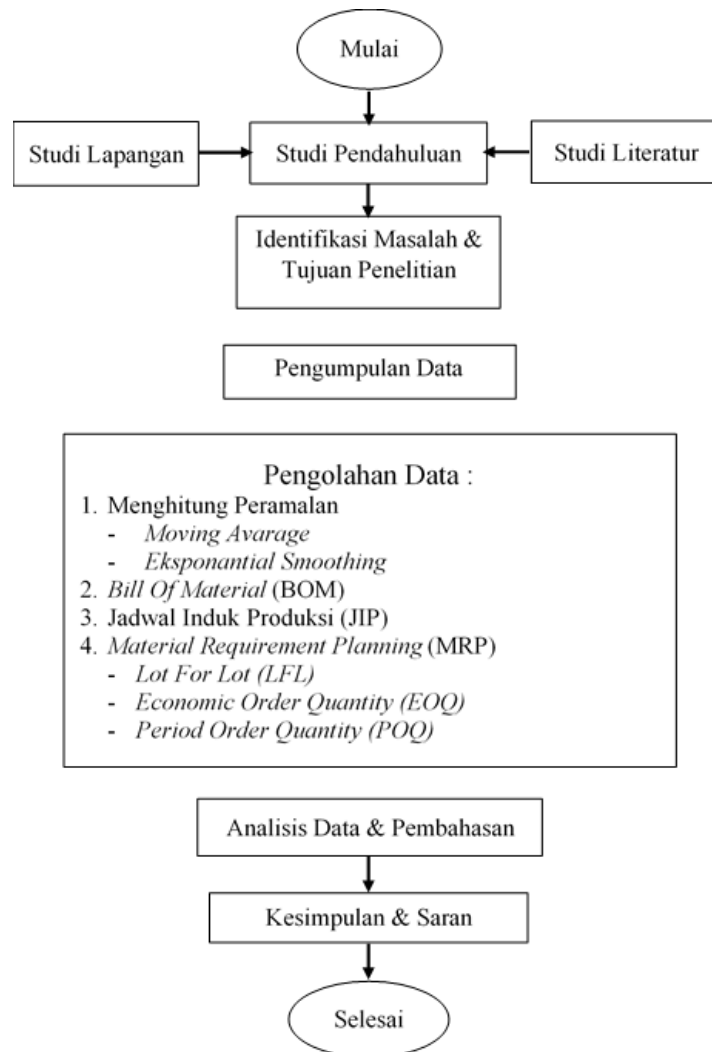 Mulai
Studi Lapangan
Studi Pendahuluan
Studi Literatur
Identifikasi Masalah &
Tujuan Penelitian
Pengumpulan Data
Pengolahan Data :
1. Menghitung Peramalan
- Moving Avarage
- Eksponantial Smoothing
2. Bill Of Material (BOM)
3. Jadwal Induk Produksi (JIP)
4. Material Requirement Planning (MRP)
- Lot For Lot (LFL)
- Economic Order Quantity (EOQ)
- Period Order Quantity (POQ)
Analisis Data & Pembahasan
Kesimpulan & Saran
Selesai